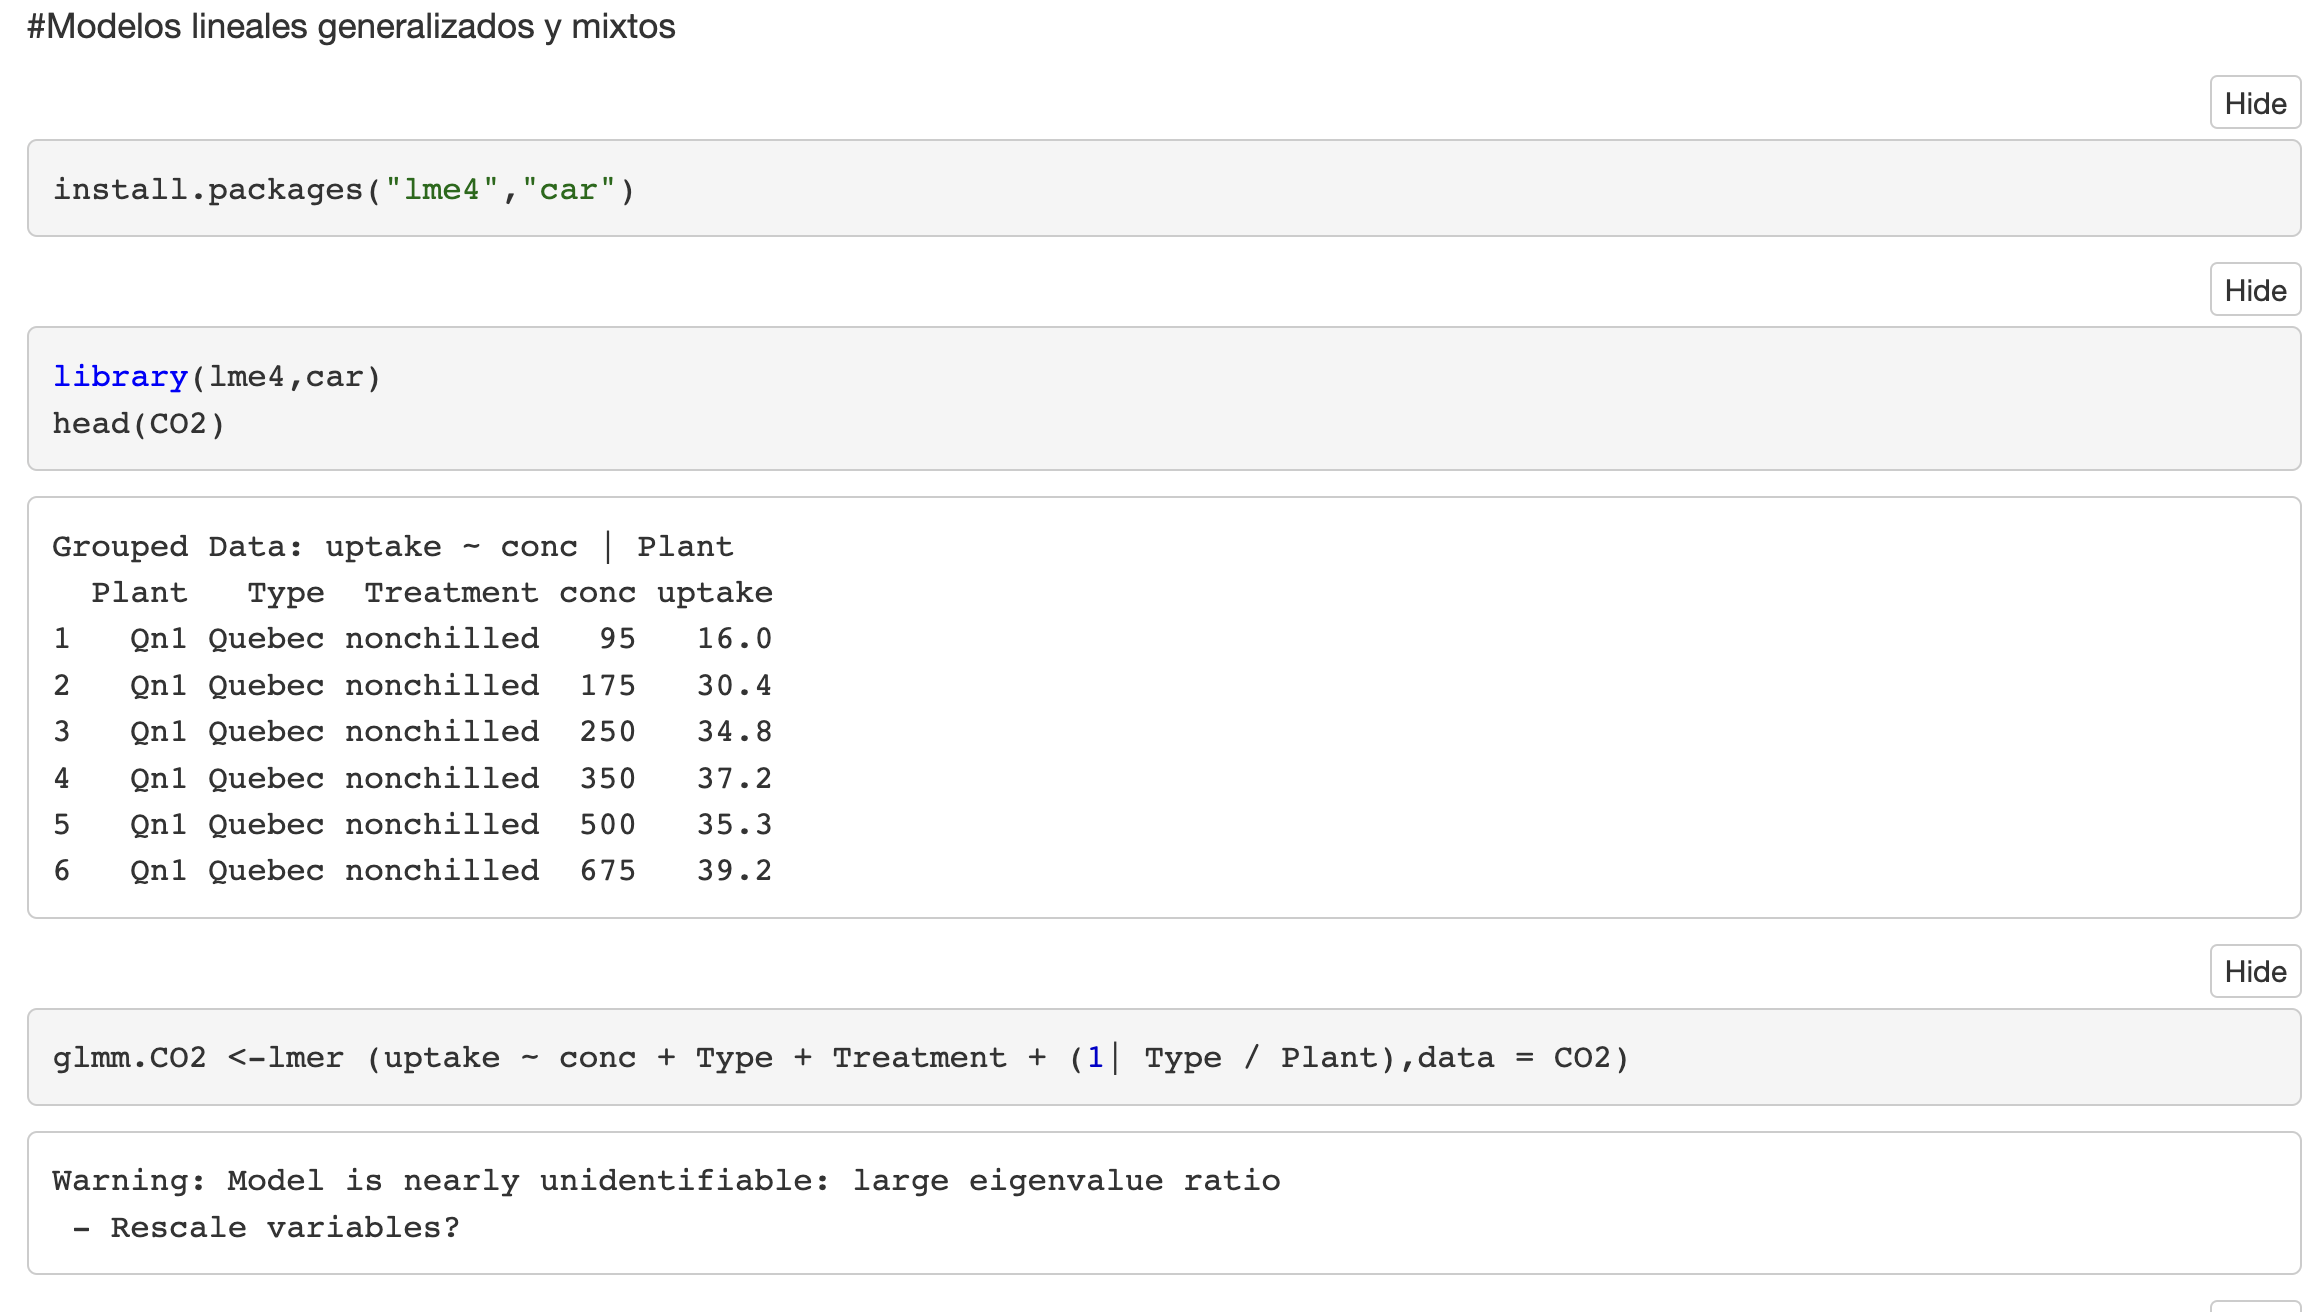 #Modelos lineales generalizados y mixtos
Hide
install.packages("lme4","car")
Hide
library(lme4,car)
head(CO2)
Grouped Data: uptake ~ conc | Plant
  Plant   Type  Treatment conc uptake
1   Qn1 Quebec nonchilled   95   16.0
2   Qn1 Quebec nonchilled  175   30.4
3   Qn1 Quebec nonchilled  250   34.8
4   Qn1 Quebec nonchilled  350   37.2
5   Qn1 Quebec nonchilled  500   35.3
6   Qn1 Quebec nonchilled  675   39.2
Hide
glmm.CO2 <-lmer (uptake ~ conc + Type + Treatment + (1| Type / Plant),data = CO2)
Warning: Model is nearly unidentifiable: large eigenvalue ratio
 - Rescale variables?